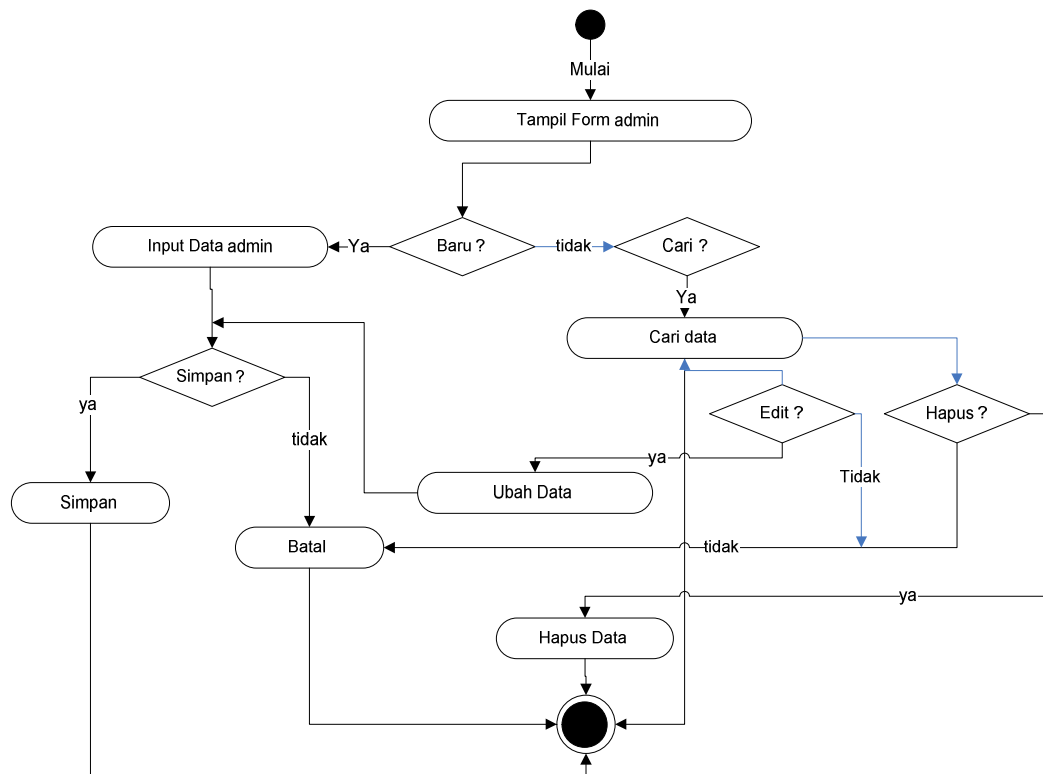 Mulai
Tampil Form admin
Input Data admin
Ya
Baru ?
tidak
Cari ?
Ya
Cari data
Simpan ?
ya
tidak
Edit ?
Hapus ?
ya
Tidak
Ubah Data
Simpan
Batal
tidak
ya
Hapus Data